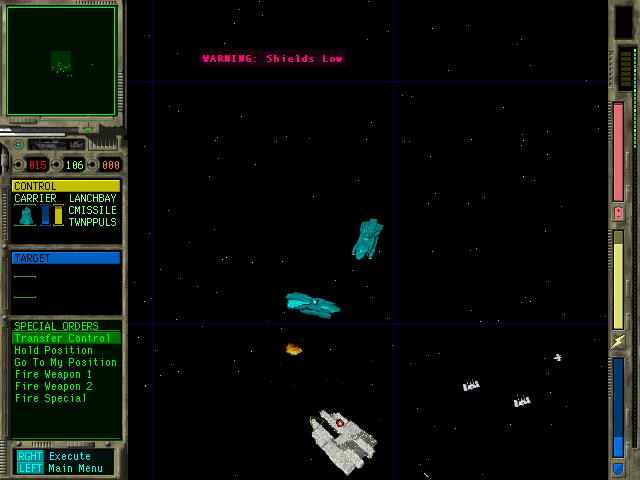 WARNING: Shields Low
015 106 000
CONTROL
CARRIER LANCHBAY
CMISSILE
TWNPPULS
TARGET
SPECIAL ORDERS
Transfer Control
Hold Position
Go To My Position
Fire Weapon 1
Fire Weapon 2
Fire Special
RGHT Execute
LEFT Main Menu